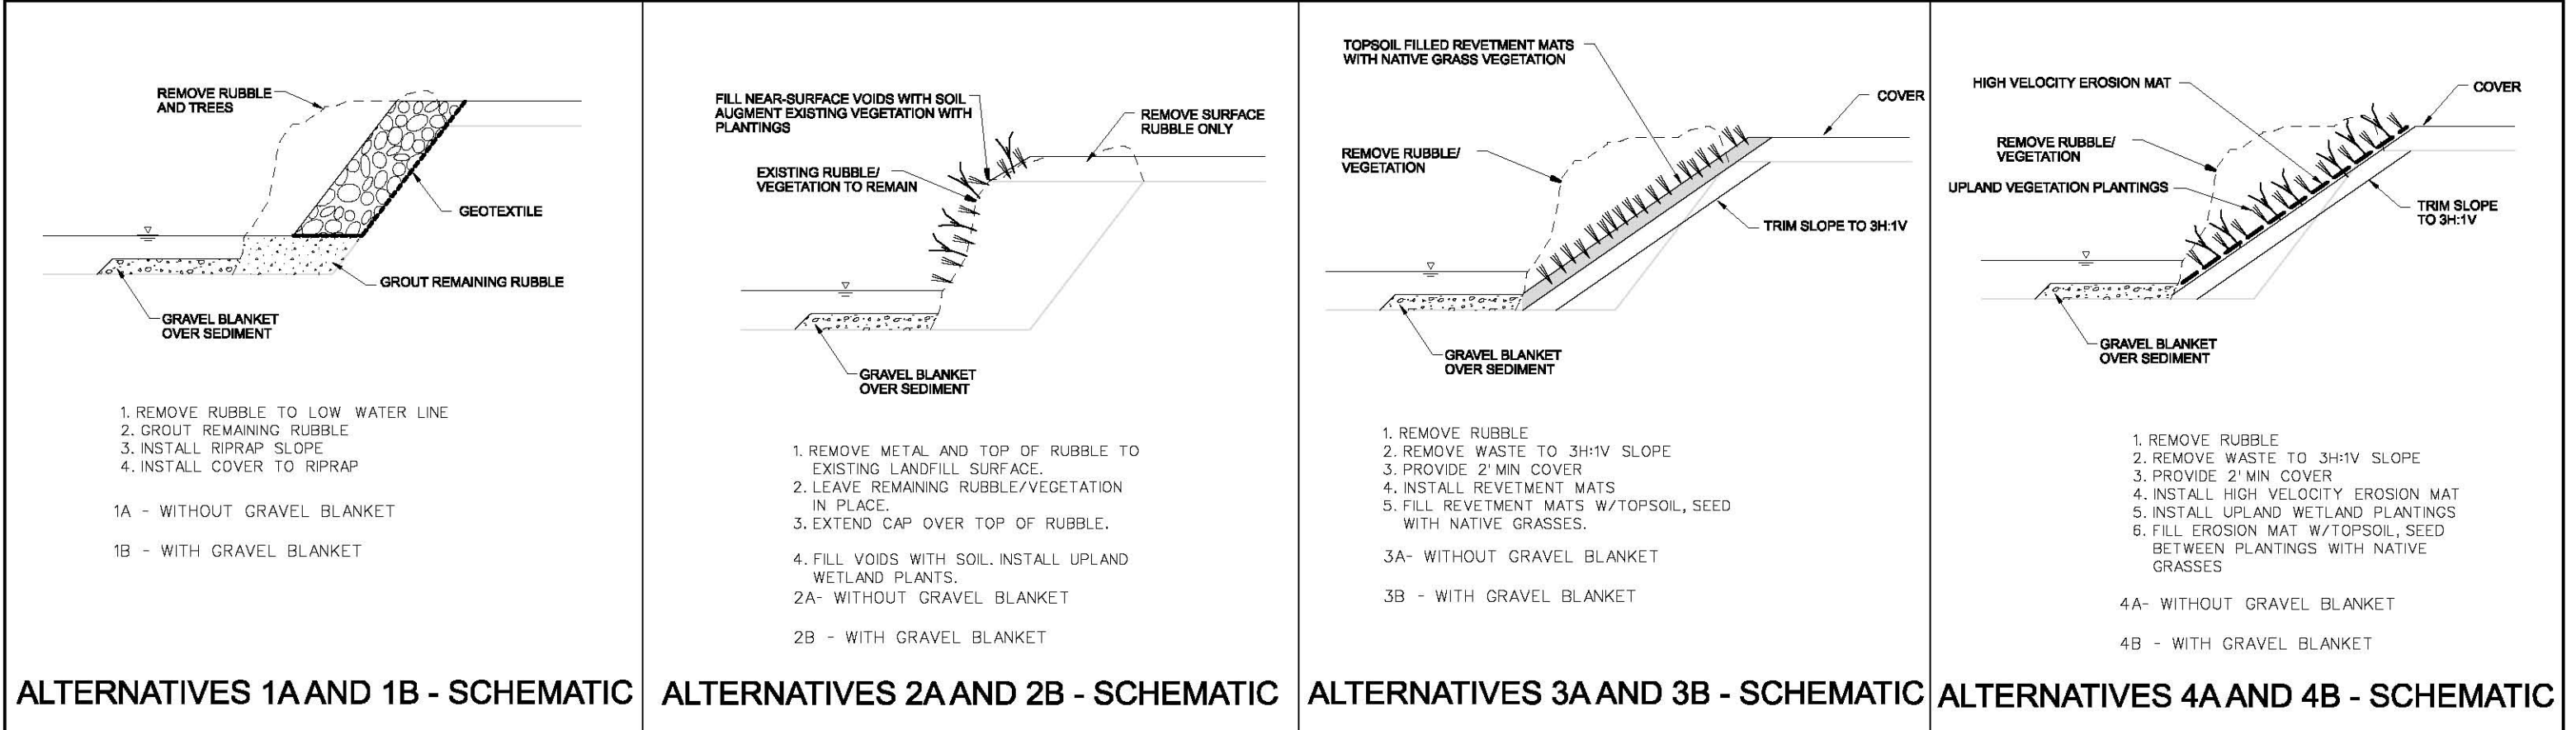 REMOVE RUBBLE
AND TREES
GEOTEXTILE
GROUT REMAINING RUBBLE
GRAVEL BLANKET
OVER SEDIMENT
1. REMOVE RUBBLE TO LOW WATER LINE
2. GROUT REMAINING RUBBLE
3. INSTALL RIPRAP SLOPE
4. INSTALL COVER TO RIPRAP
1A - WITHOUT GRAVEL BLANKET
1B - WITH GRAVEL BLANKET
ALTERNATIVES 1A AND 1B - SCHEMATIC
FILL NEAR-SURFACE VOIDS WITH SOIL
AUGMENT EXISTING VEGETATION WITH
PLANTINGS
REMOVE SURFACE
RUBBLE ONLY
EXISTING RUBBLE/
VEGETATION TO REMAIN
GRAVEL BLANKET
OVER SEDIMENT
1. REMOVE METAL AND TOP OF RUBBLE TO
EXISTING LANDFILL SURFACE.
2. LEAVE REMAINING RUBBLE/VEGETATION
IN PLACE.
3. EXTEND CAP OVER TOP OF RUBBLE.
4. FILL VOIDS WITH SOIL. INSTALL UPLAND
WETLAND PLANTS.
2A- WITHOUT GRAVEL BLANKET
2B - WITH GRAVEL BLANKET
ALTERNATIVES 2A AND 2B - SCHEMATIC
TOPSOIL FILLED REVETMENT MATS
WITH NATIVE GRASS VEGETATION
COVER
REMOVE RUBBLE/
VEGETATION
TRIM SLOPE TO 3H:1V
GRAVEL BLANKET
OVER SEDIMENT
1. REMOVE RUBBLE
2. REMOVE WASTE TO 3H:1V SLOPE
3. PROVIDE 2' MIN COVER
4. INSTALL REVETMENT MATS
5. FILL REVETMENT MATS W/TOPSOIL, SEED
WITH NATIVE GRASSES.
3A- WITHOUT GRAVEL BLANKET
3B - WITH GRAVEL BLANKET
ALTERNATIVES 3A AND 3B - SCHEMATIC
HIGH VELOCITY EROSION MAT
COVER
REMOVE RUBBLE/
VEGETATION
UPLAND VEGETATION PLANTINGS
TRIM SLOPE
TO 3H:1V
GRAVEL BLANKET
OVER SEDIMENT
1. REMOVE RUBBLE
2. REMOVE WASTE TO 3H:1V SLOPE
3. PROVIDE 2' MIN COVER
4. INSTALL HIGH VELOCITY EROSION MAT
5. INSTALL UPLAND WETLAND PLANTINGS
6. FILL EROSION MAT W/TOPSOIL, SEED
BETWEEN PLANTINGS WITH NATIVE
GRASSES
4A- WITHOUT GRAVEL BLANKET
4B - WITH GRAVEL BLANKET
ALTERNATIVES 4A AND 4B - SCHEMATIC